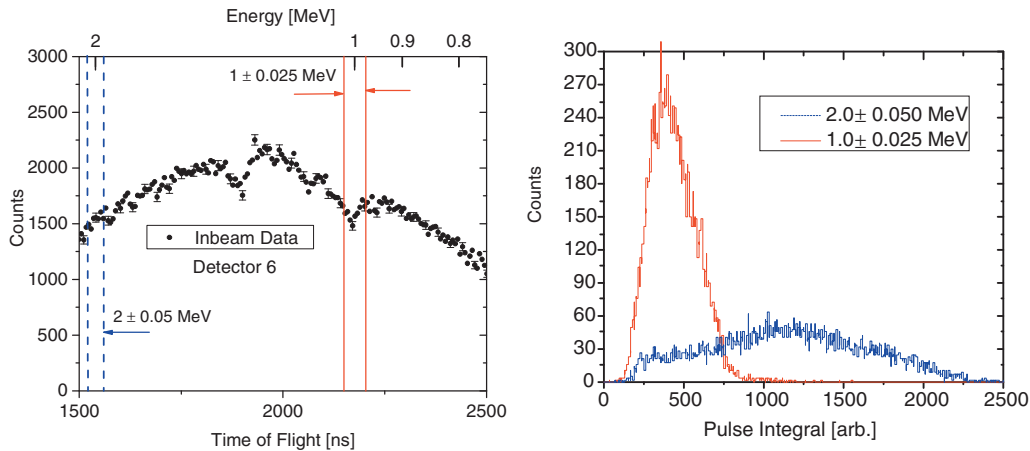 Energy [MeV]
2 1 0.9 0.8
3000
2500
2000
1500
1000
500
0
1 ± 0.025 MeV
Inbeam Data
Detector 6
2 ± 0.05 MeV
Counts
1500 2000 2500
Time of Flight [ns]
300
270
240
210
180
150
120
90
60
30
0
2.0± 0.050 MeV
1.0± 0.025 MeV
Counts
0 500 1000 1500 2000 2500
Pulse Integral [arb.]